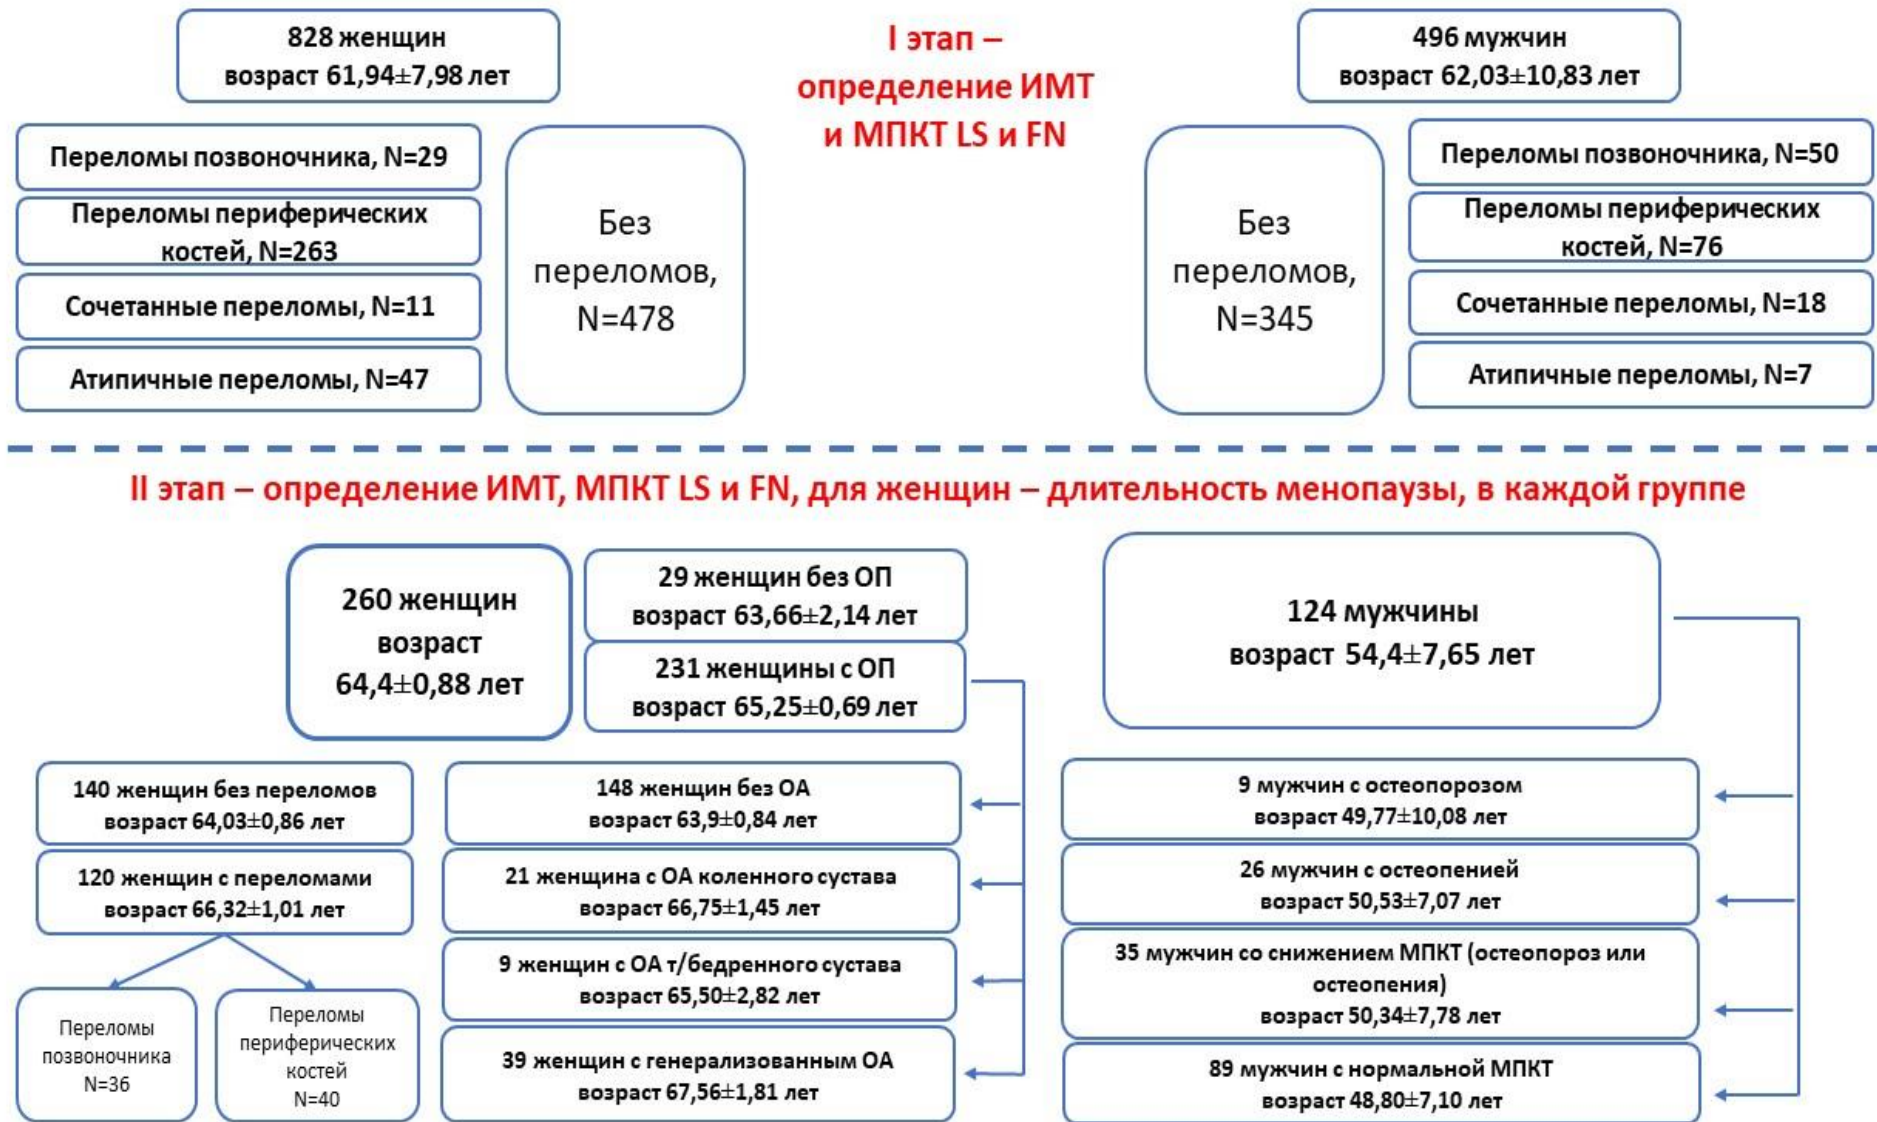 828 женщин
возраст 61,94±7,98 лет
I этап –
определение ИМТ
и МПКТ LS и FN
496 мужчин
возраст 62,03±10,83 лет
Переломы позвоночника, N=29
Переломы периферических
костей, N=263
Сочетанные переломы, N=11
Атипичные переломы, N=47
Без
переломов,
N=478
Без
переломов,
N=345
Переломы позвоночника, N=50
Переломы периферических
костей, N=76
Сочетанные переломы, N=18
Атипичные переломы, N=7
II этап – определение ИМТ, МПКТ LS и FN, для женщин – длительность менопаузы, в каждой группе
260 женщин
возраст
64,4±0,88 лет
29 женщин без ОП
возраст 63,66±2,14 лет
231 женщины с ОП
возраст 65,25±0,69 лет
124 мужчины
возраст 54,4±7,65 лет
140 женщин без переломов
возраст 64,03±0,86 лет
120 женщин с переломами
возраст 66,32±1,01 лет
Переломы
позвоночника
N=36
Переломы
периферических
костей
N=40
148 женщин без ОА
возраст 63,9±0,84 лет
21 женщина с ОА коленного сустава
возраст 66,75±1,45 лет
9 женщин с ОА т/бедренного сустава
возраст 65,50±2,82 лет
39 женщин с генерализованным ОА
возраст 67,56±1,81 лет
9 мужчин с остеопорозом
возраст 49,77±10,08 лет
26 мужчин с остеопенией
возраст 50,53±7,07 лет
35 мужчин со снижением МПКТ (остеопороз или
остеопения)
возраст 50,34±7,78 лет
89 мужчин с нормальной МПКТ
возраст 48,80±7,10 лет